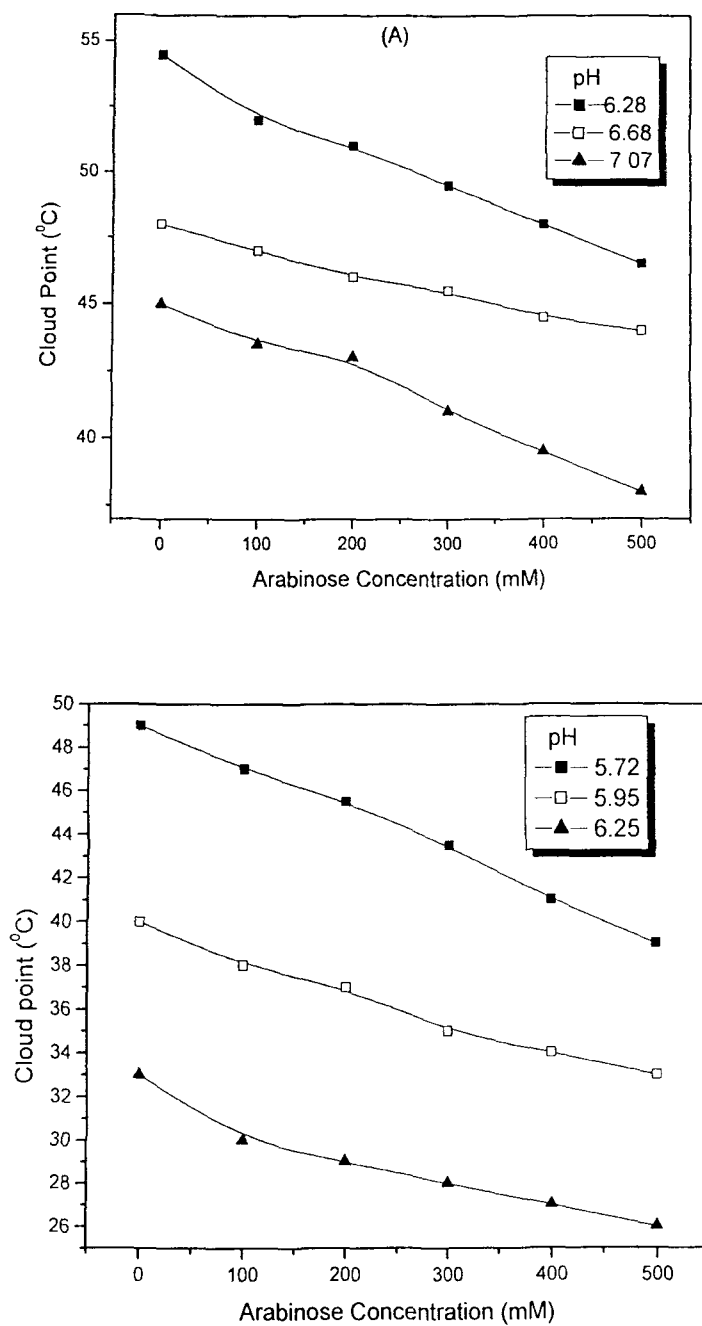 (A)
55
50
45
40
Cloud Point (⁰C)
pH
6.28
6.68
7 07
0 100 200 300 400 500
Arabinose Concentration (mM)
50
48
46
44
42
40
38
36
34
32
30
28
26
Cloud point (⁰C)
pH
5.72
5.95
6.25
0 100 200 300 400 500
Arabinose Concentration (mM)